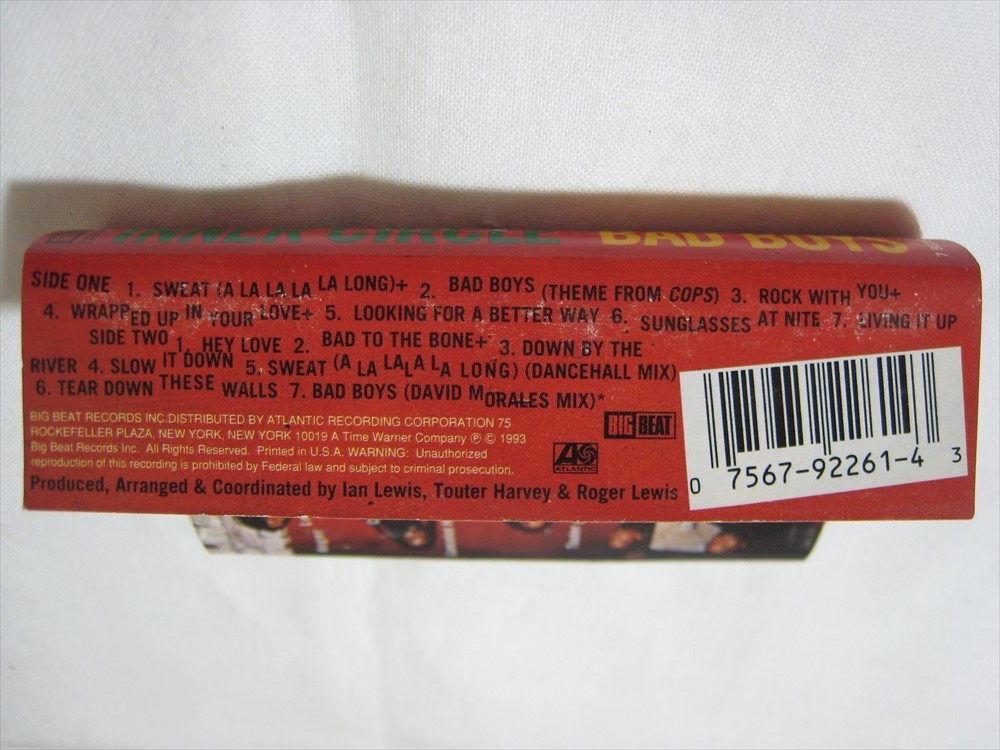 INNER CIRCLE BAD BOYS
SIDE ONE 1. SWEAT (A LA LA LA LA LONG)+ 2. BAD BOYS (THEME FROM COPS) 3. ROCK WITH YOU+
4. WRAPPED UP IN YOUR LOVE+ 5. LOOKING FOR A BETTER WAY 6. SUNGLASSES AT NITE 7. LIVING IT UP
SIDE TWO 1. HEY LOVE 2. BAD TO THE BONE+ 3. DOWN BY THE
RIVER 4. SLOW IT DOWN 5. SWEAT (A LA LA LA LA LONG) (DANCEHALL MIX)
6. TEAR DOWN THESE WALLS 7. BAD BOYS (DAVID MORALES MIX)*
BIG BEAT RECORDS INC.DISTRIBUTED BY ATLANTIC RECORDING CORPORATION 75
ROCKEFELLER PLAZA, NEW YORK, NEW YORK 10019 A Time Warner Company ℗ © 1993
Big Beat Records Inc. All Rights Reserved. Printed in U.S.A. WARNING: Unauthorized
reproduction of this recording is prohibited by Federal law and subject to criminal prosecution.
Produced, Arranged & Coordinated by Ian Lewis, Touter Harvey & Roger Lewis
BIG BEAT
ATLANTIC
0 7567-92261-4 3